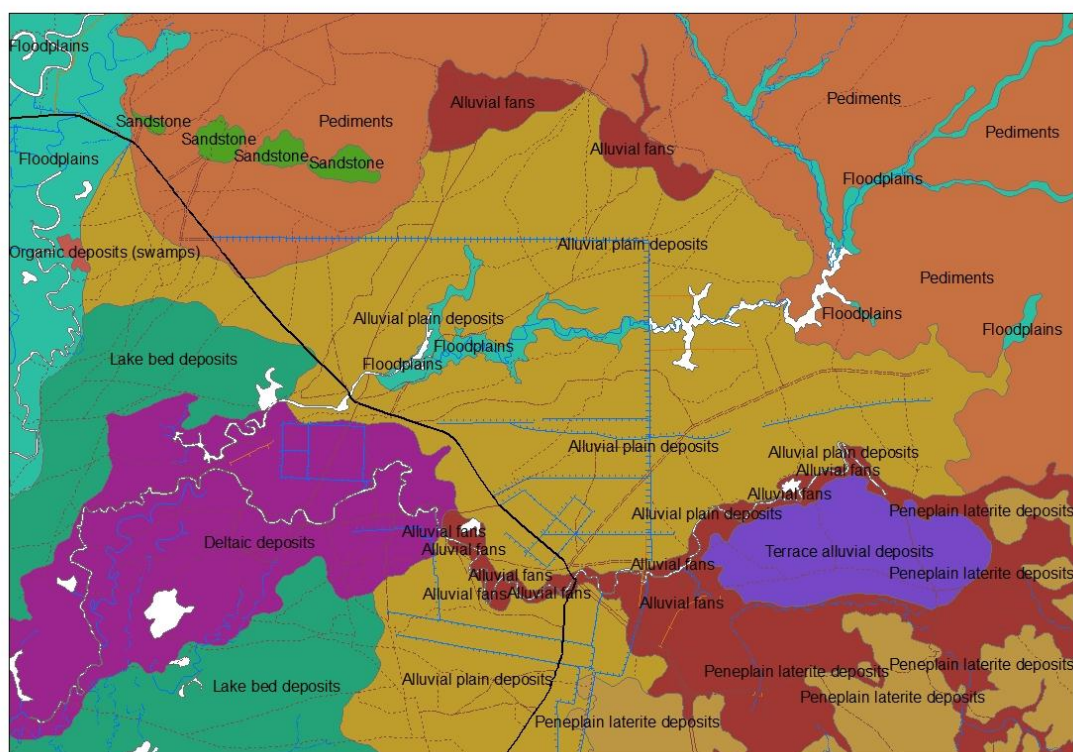 Floodplains
Alluvial fans
Pediments
Pediments
Sandstone
Pediments
Sandstone
Sandstone
Sandstone
Alluvial fans
Pediments
Floodplains
Floodplains
Organic deposits (swamps)
Alluvial plain deposits
Pediments
Alluvial plain deposits
Floodplains
Floodplains
Floodplains
Lake bed deposits
Floodplains
Alluvial plain deposits
Alluvial plain deposits
Alluvial fans
Alluvial fans
Peneplain laterite deposits
Alluvial plain deposits
Alluvial fans
Deltaic deposits
Alluvial fans
Terrace alluvial deposits
Alluvial fans
Alluvial fans
Peneplain laterite deposits
Alluvial fans
Alluvial fans
Alluvial fans
Peneplain laterite deposits
Peneplain laterite deposits
Alluvial plain deposits
Lake bed deposits
Peneplain laterite deposits
Peneplain laterite deposits